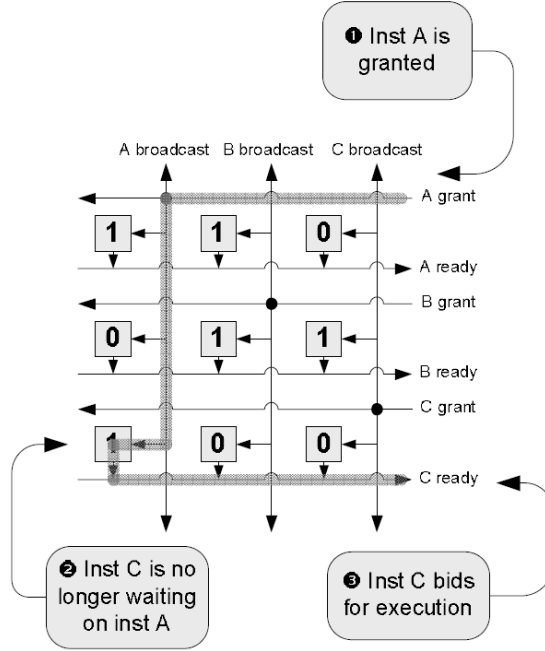 ❶ Inst A is
granted
A broadcast B broadcast C broadcast
A grant
1 1 0
A ready
B grant
0 1 1
B ready
C grant
1 0 0
C ready
❷ Inst C is no
longer waiting
on inst A
❸ Inst C bids
for execution